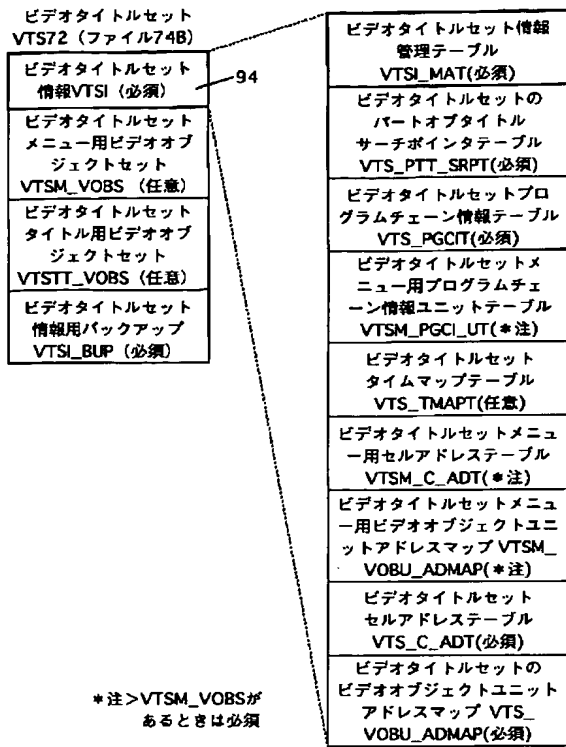 ビデオタイトルセット
VTS72（ファイル74B）
ビデオタイトルセット
情報VTSI（必須）
94
ビデオタイトルセット
メニュー用ビデオオブ
ジェクトセット
VTSM_VOBS（任意）
ビデオタイトルセット
タイトル用ビデオオブ
ジェクトセット
VTSTT_VOBS（任意）
ビデオタイトルセット
情報用バックアップ
VTSI_BUP（必須）
ビデオタイトルセット情報
管理テーブル
VTSI_MAT(必須)
ビデオタイトルセットの
パートオブタイトル
サーチポインタテーブル
VTS_PTT_SRPT(必須)
ビデオタイトルセットプロ
グラムチェーン情報テーブル
VTS_PGCIT(必須)
ビデオタイトルセットメ
ニュー用プログラムチェ
ーン情報ユニットテーブル
VTSM_PGCI_UT(＊注)
ビデオタイトルセット
タイムマップテーブル
VTS_TMAPT(任意)
ビデオタイトルセットメニュ
ー用セルアドレステーブル
VTSM_C_ADT(＊注)
ビデオタイトルセットメニュ
ー用ビデオオブジェクトユニ
ットアドレスマップ VTSM_
VOBU_ADMAP(＊注)
ビデオタイトルセット
セルアドレステーブル
VTS_C_ADT(必須)
ビデオタイトルセットの
ビデオオブジェクトユニット
アドレスマップ VTS_
VOBU_ADMAP(必須)
＊注＞VTSM_VOBSが
あるときは必須